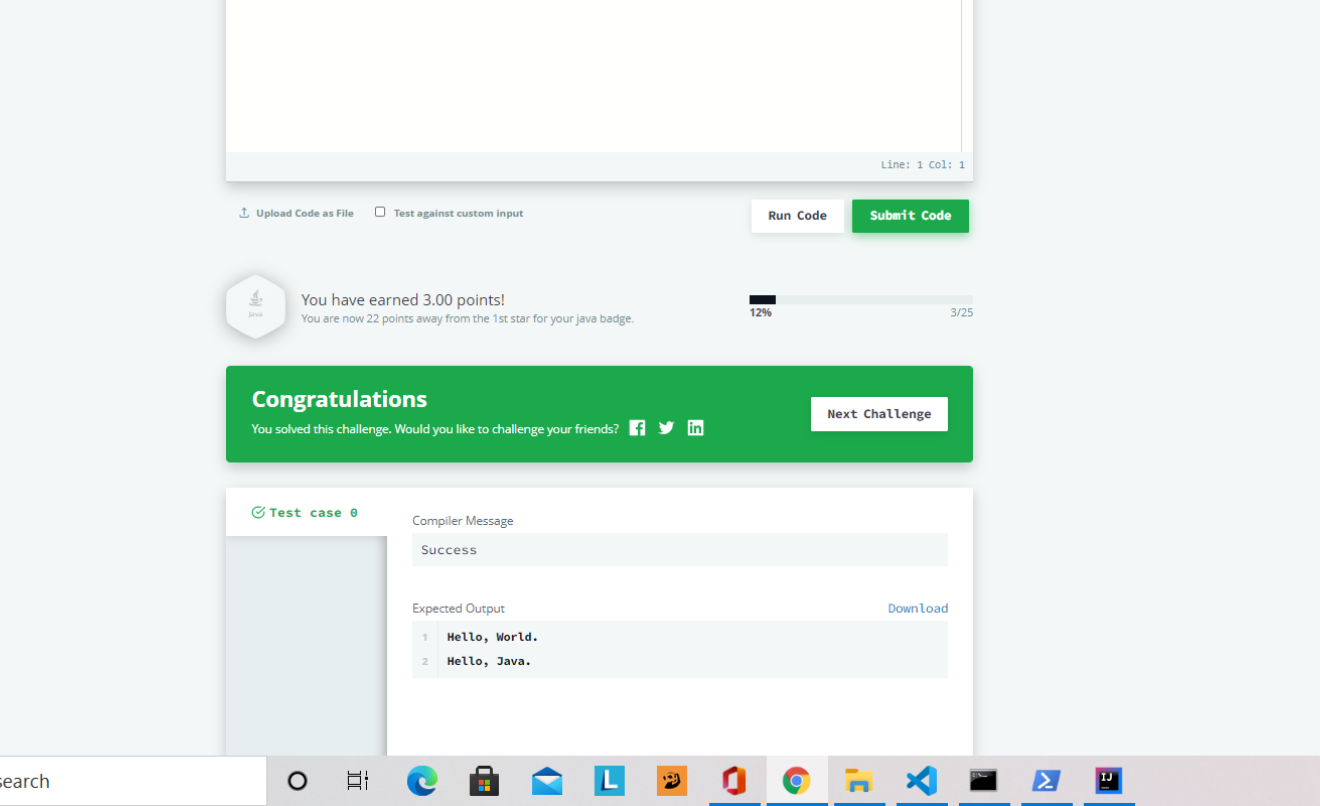 Line: 1 Col: 1
Upload Code as File
Test against custom input
Run Code
Submit Code
Java
You have earned 3.00 points!
You are now 22 points away from the 1st star for your java badge.
12%
3/25
Congratulations
You solved this challenge. Would you like to challenge your friends?
Next Challenge
Test case 0
Compiler Message
Success
Expected Output
Download
1 Hello, World.
2 Hello, Java.
search